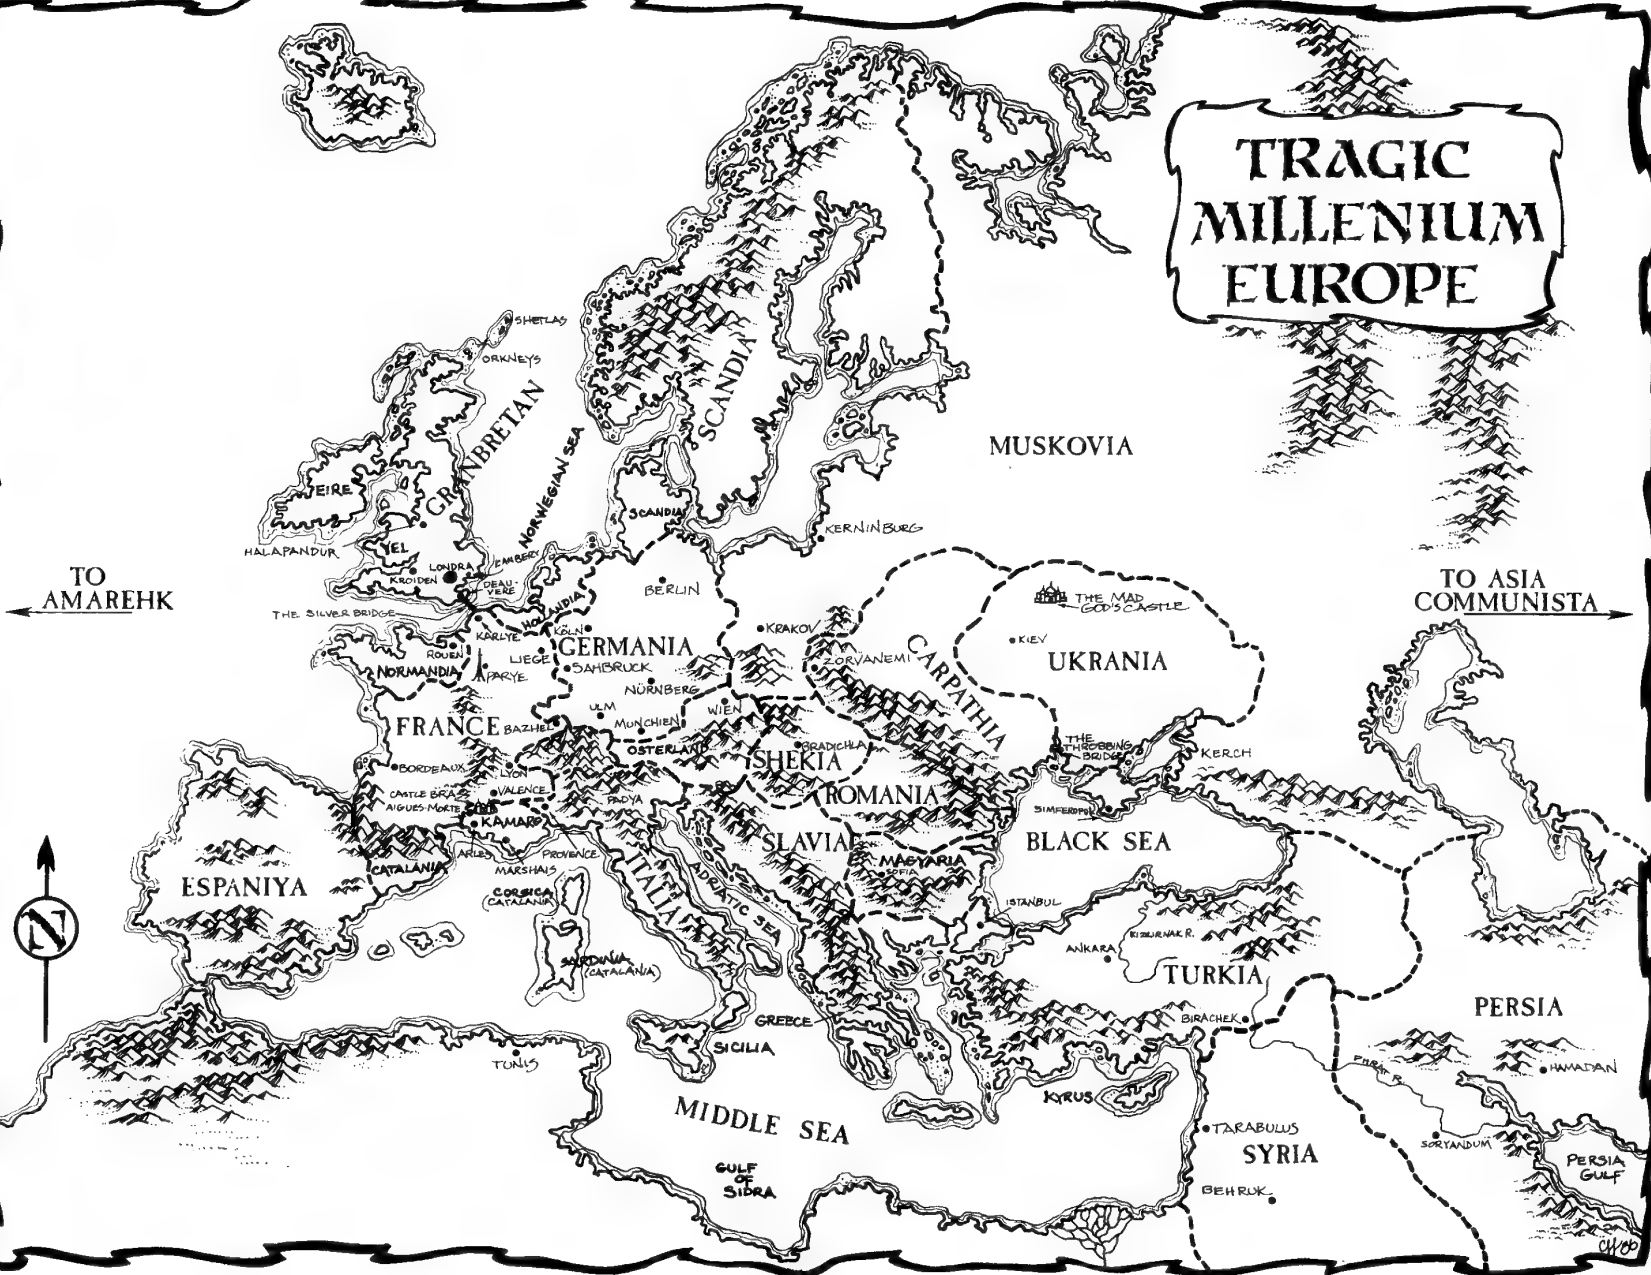 TRAGIC
MILLENIUM
EUROPE
SHETLAS
ORKNEYS
GRANBRETAN
NORWEGIAN SEA
SCANDIA
MUSKOVIA
EIRE
SCANDIA
HALAPANDUR
YEL
LONDRA
KROIDEN
DEAU-
VERE
KERNINBURG
TO
AMAREHK
TO ASIA
COMMUNISTA
THE SILVER BRIDGE
HOLANDIA
BERLIN
KARLYE
KÖLN
GERMANIA
KRAKOV
THE MAD
GOD'S CASTLE
KIEV
UKRANIA
ROUEN
NORMANDIA
LIEGE
PARYE
SAHBRUCK
NÜRNBERG
ZORVANEMI
CARPATHIA
ULM
WIEN
MUNCHIEN
FRANCE
BAZHEL
OSTERLAND
BRADICHLA
SHEKIA
THE
THROBBING
BRIDGE
KERCH
BORDEAUX
LYON
CASTLE BRA
VALENCE
AIGUES-MORTE
PADYA
ROMANIA
SIMFEROPOL
KAMARG
SLAVIA
BLACK SEA
ARLES
PROVENCE
MARSHAIS
CATALANIA
MAGYARIA
SOFIA
ESPANIYA
ITALIA
ADRIATIC SEA
CORSICA
(CATALANIA)
ISTANBUL
ANKARA
KIZILIRNAK R.
SARDINIA
(CATALANIA)
TURKIA
PERSIA
GREECE
BIRACHEK
SICILIA
TUNIS
HAMADAN
KYRUS
MIDDLE SEA
TARABULUS
SYRIA
SORYANDUM
GULF
OF
SIDRA
BEHRUK
PERSIA
GULF
N